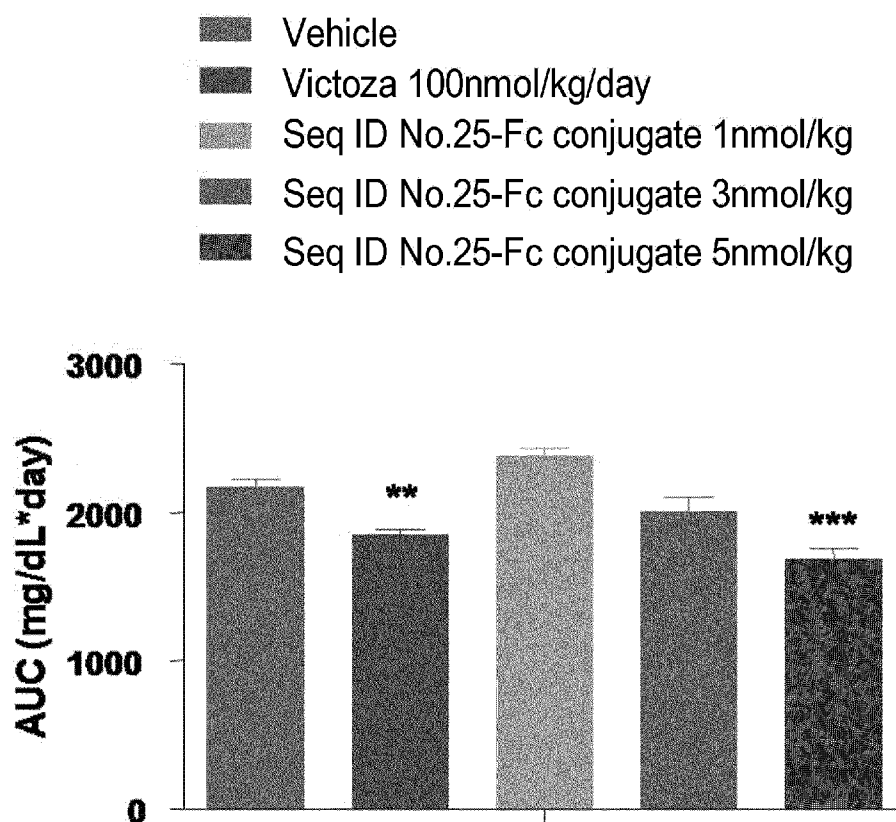 Vehicle
Victoza 100nmol/kg/day
Seq ID No.25-Fc conjugate 1nmol/kg
Seq ID No.25-Fc conjugate 3nmol/kg
Seq ID No.25-Fc conjugate 5nmol/kg
AUC (mg/dL*day)
3000
2000
1000
0
**
***